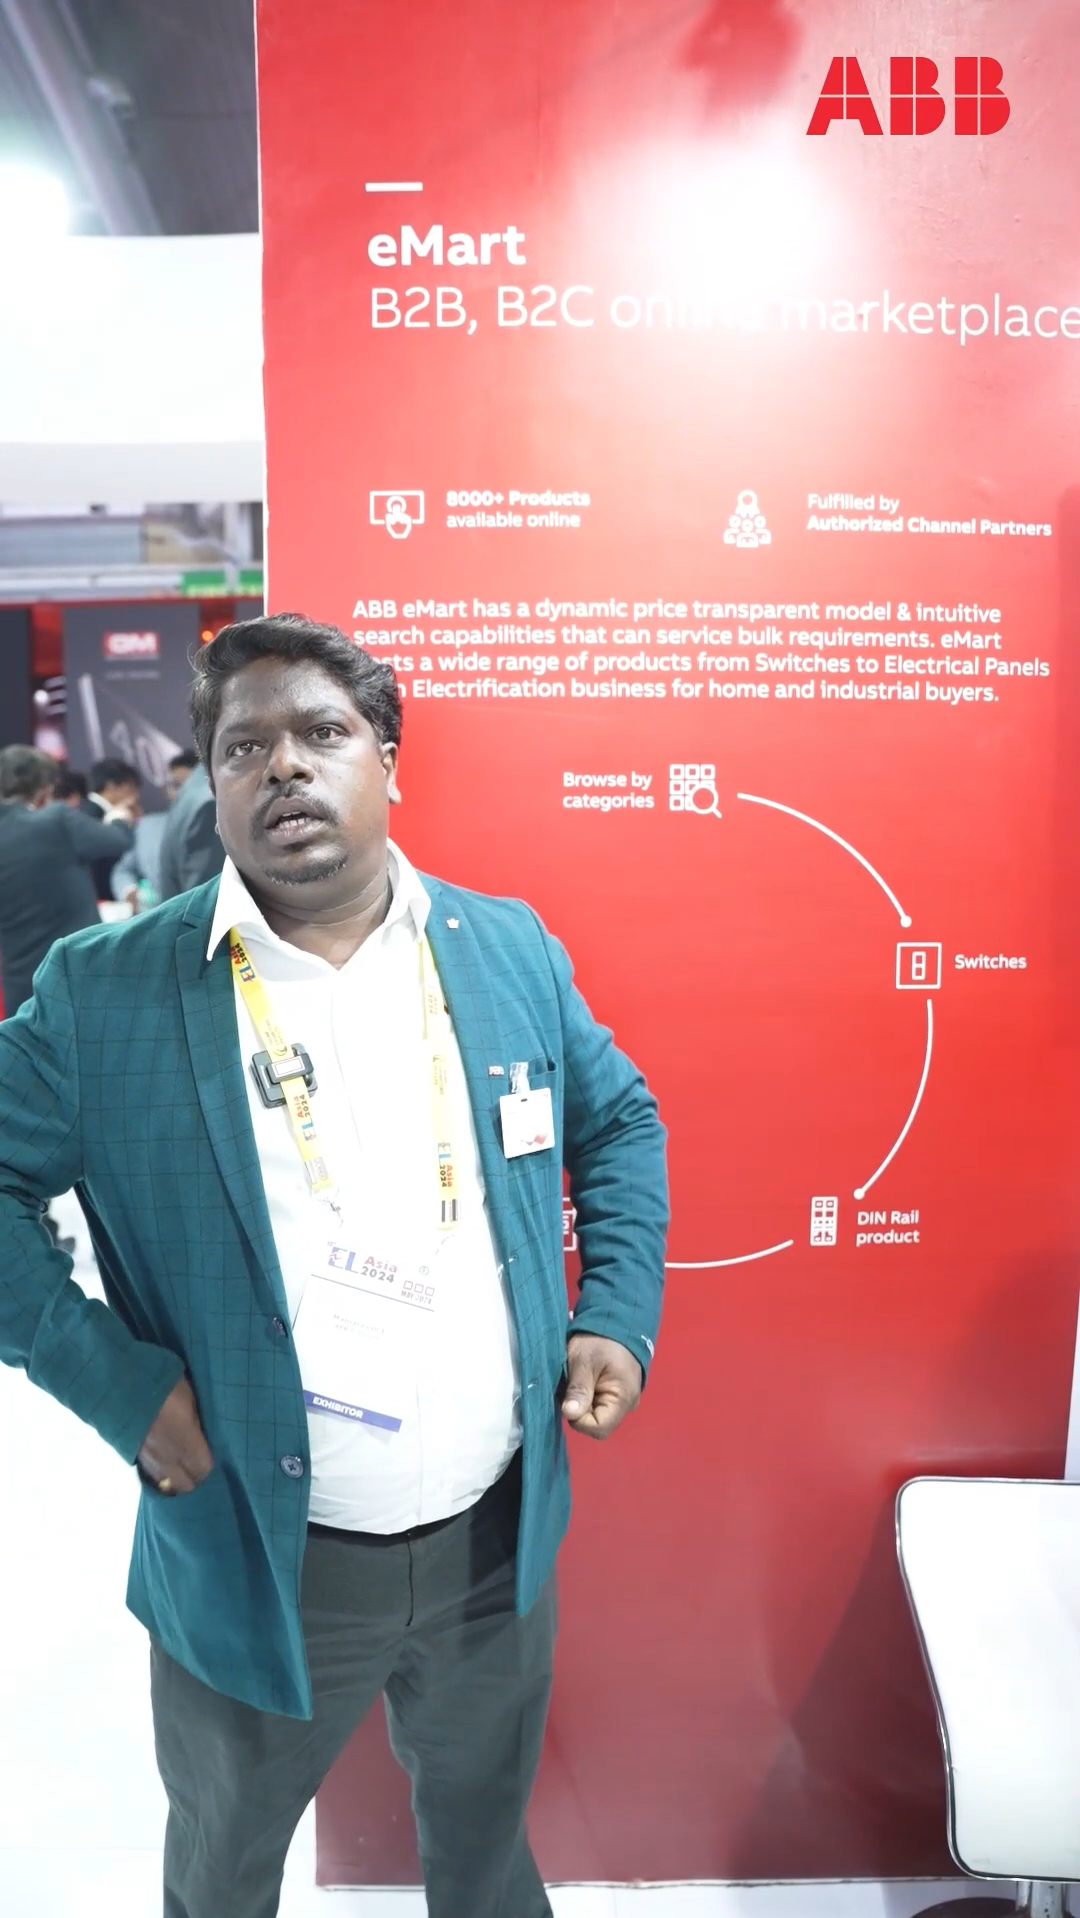 ABB
eMart
B2B, B2C online marketplace
8000+ Products
available online
Fulfilled by
Authorized Channel Partners
ABB eMart has a dynamic price transparent model & intuitive
search capabilities that can service bulk requirements. eMart
a wide range of products from Switches to Electrical Panels
Electrification business for home and industrial buyers.
Browse by
categories
Switches
DIN Rail
product
EL Asia
2024
EXHIBITOR